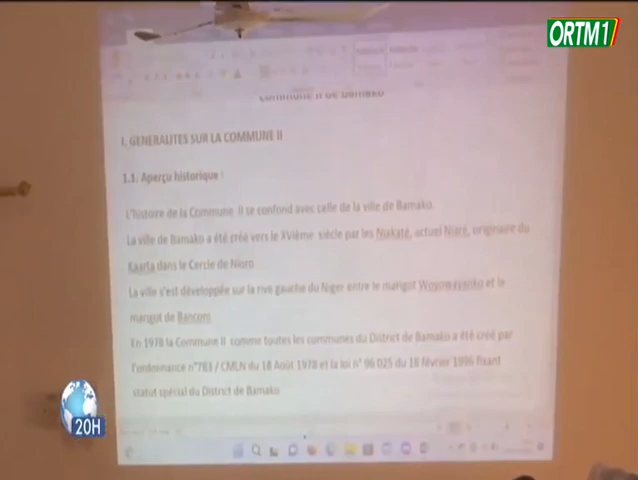 ORTM1
Commune II de Bamako
I. GENERALITES SUR LA COMMUNE II
1.1. Aperçu historique :
L'histoire de la Commune II se confond avec celle de la ville de Bamako.
La ville de Bamako a été crée vers le XVIème siècle par les Niakaté, actuel Niaré, originaire du
Kaarta dans le Cercle de Nioro
La ville s'est développée sur la rive gauche du Niger entre le marigot Woyowayanko et le
marigot de Banconi
En 1978 la Commune II comme toutes les communes du District de Bamako a été créé par
l'ordonnance n°783 / CMLN du 18 Août 1978 et la loi n° 96 025 du 18 février 1996 fixant
statut spécial du District de Bamako
20H